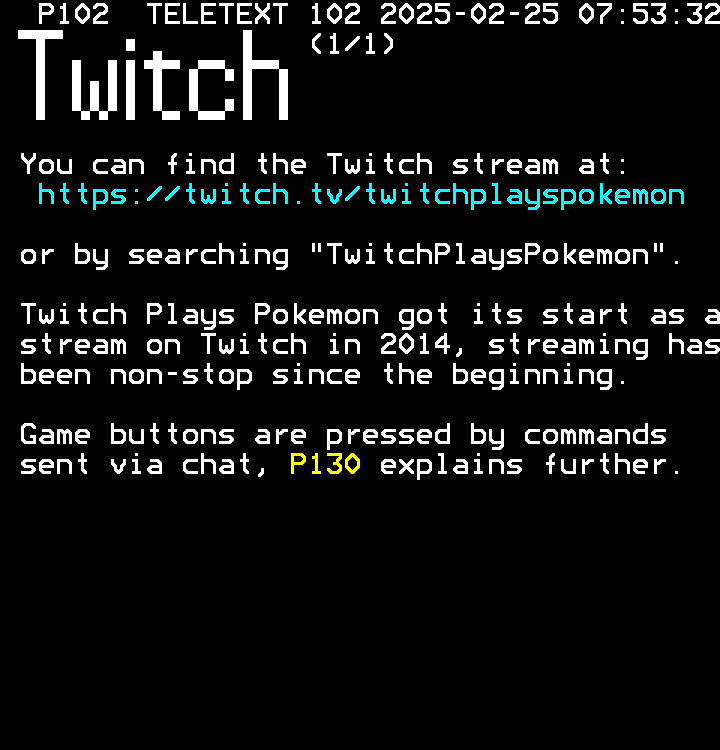 P102 TELETEXT 102 2025-02-25 07:53:32
Twitch (1/1)
You can find the Twitch stream at:
https://twitch.tv/twitchplayspokemon
or by searching "TwitchPlaysPokemon".
Twitch Plays Pokemon got its start as a
stream on Twitch in 2014, streaming has
been non-stop since the beginning.
Game buttons are pressed by commands
sent via chat, P130 explains further.